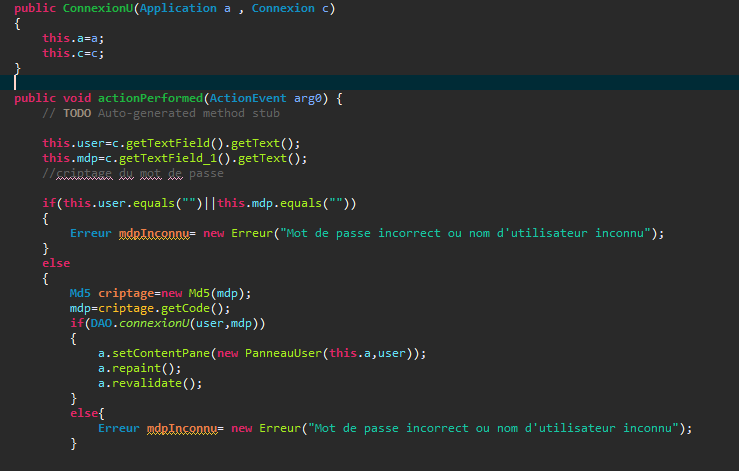 public ConnexionU(Application a , Connexion c)
{
this.a=a;
this.c=c;
}
public void actionPerformed(ActionEvent arg0) {
// TODO Auto-generated method stub
this.user=c.getTextField().getText();
this.mdp=c.getTextField_1().getText();
//criptage du mot de passe
if(this.user.equals("")||this.mdp.equals(""))
{
Erreur mdpInconnu= new Erreur("Mot de passe incorrect ou nom d'utilisateur inconnu");
}
else
{
Md5 criptage=new Md5(mdp);
mdp=criptage.getCode();
if(DAO.connexionU(user,mdp))
{
a.setContentPane(new PanneauUser(this.a,user));
a.repaint();
a.revalidate();
}
else{
Erreur mdpInconnu= new Erreur("Mot de passe incorrect ou nom d'utilisateur inconnu");
}